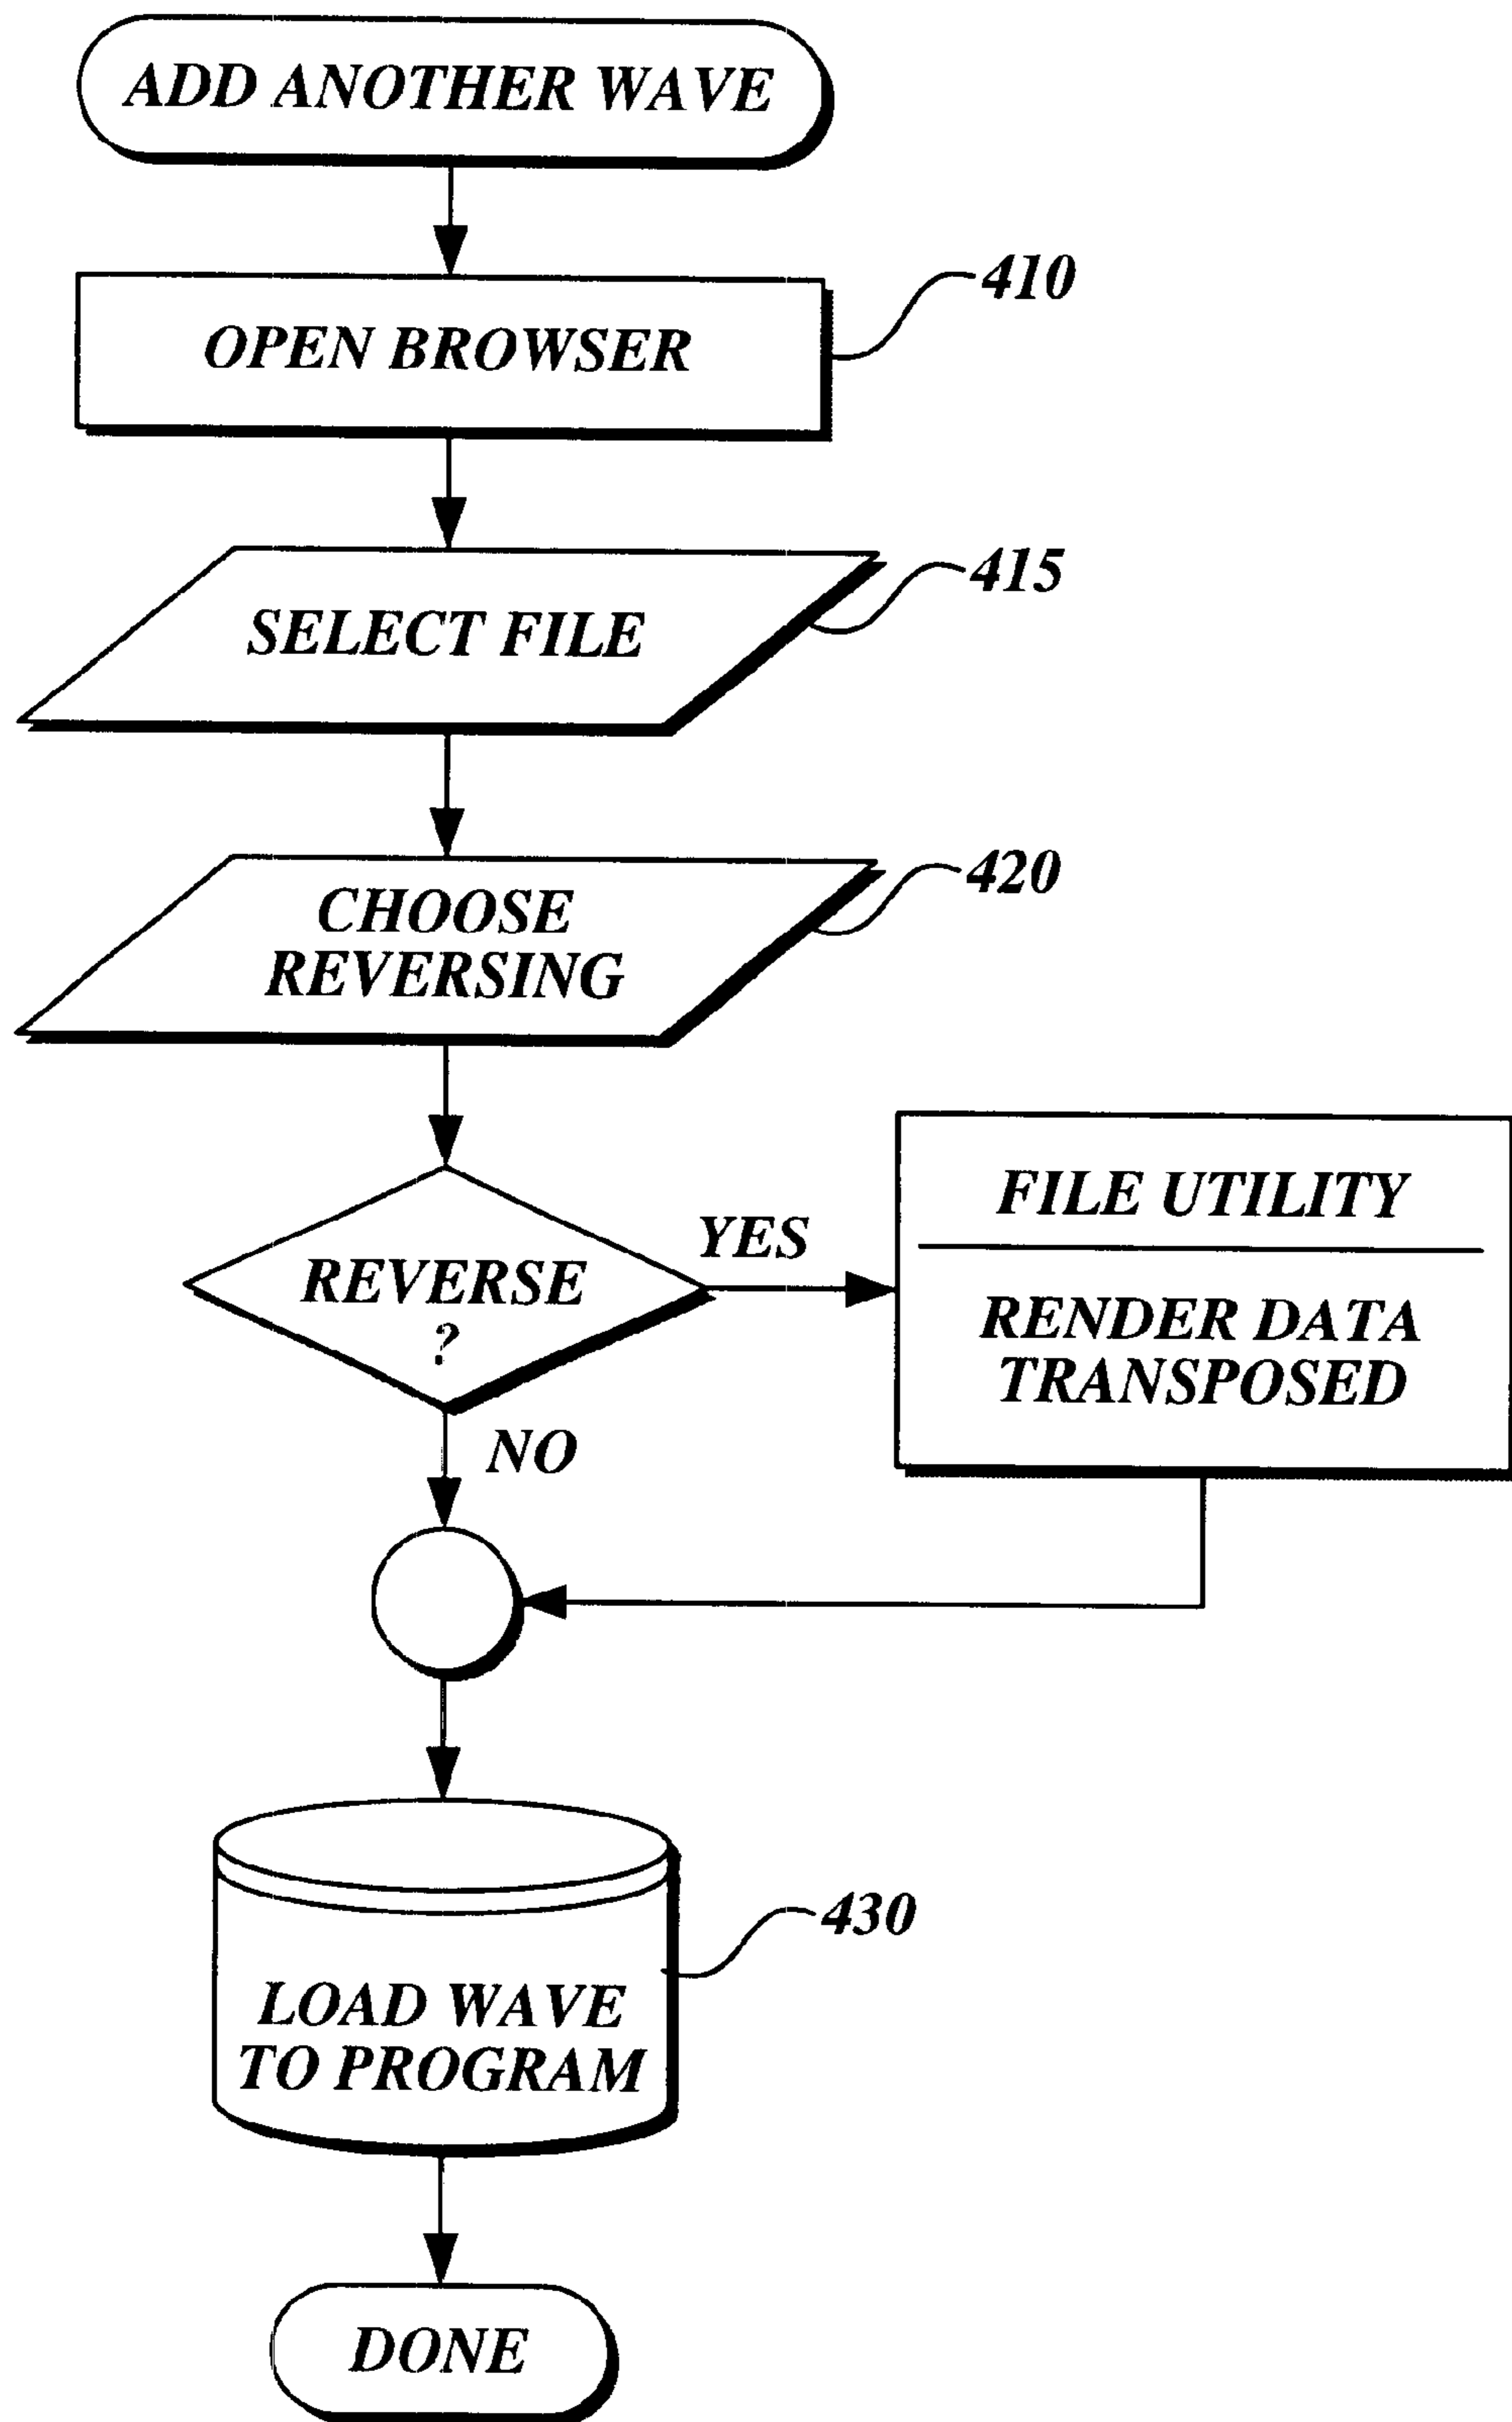 ADD ANOTHER WAVE
OPEN BROWSER
410
SELECT FILE
415
CHOOSE
REVERSING
420
REVERSE
?
YES
NO
FILE UTILITY
RENDER DATA
TRANSPOSED
LOAD WAVE
TO PROGRAM
430
DONE